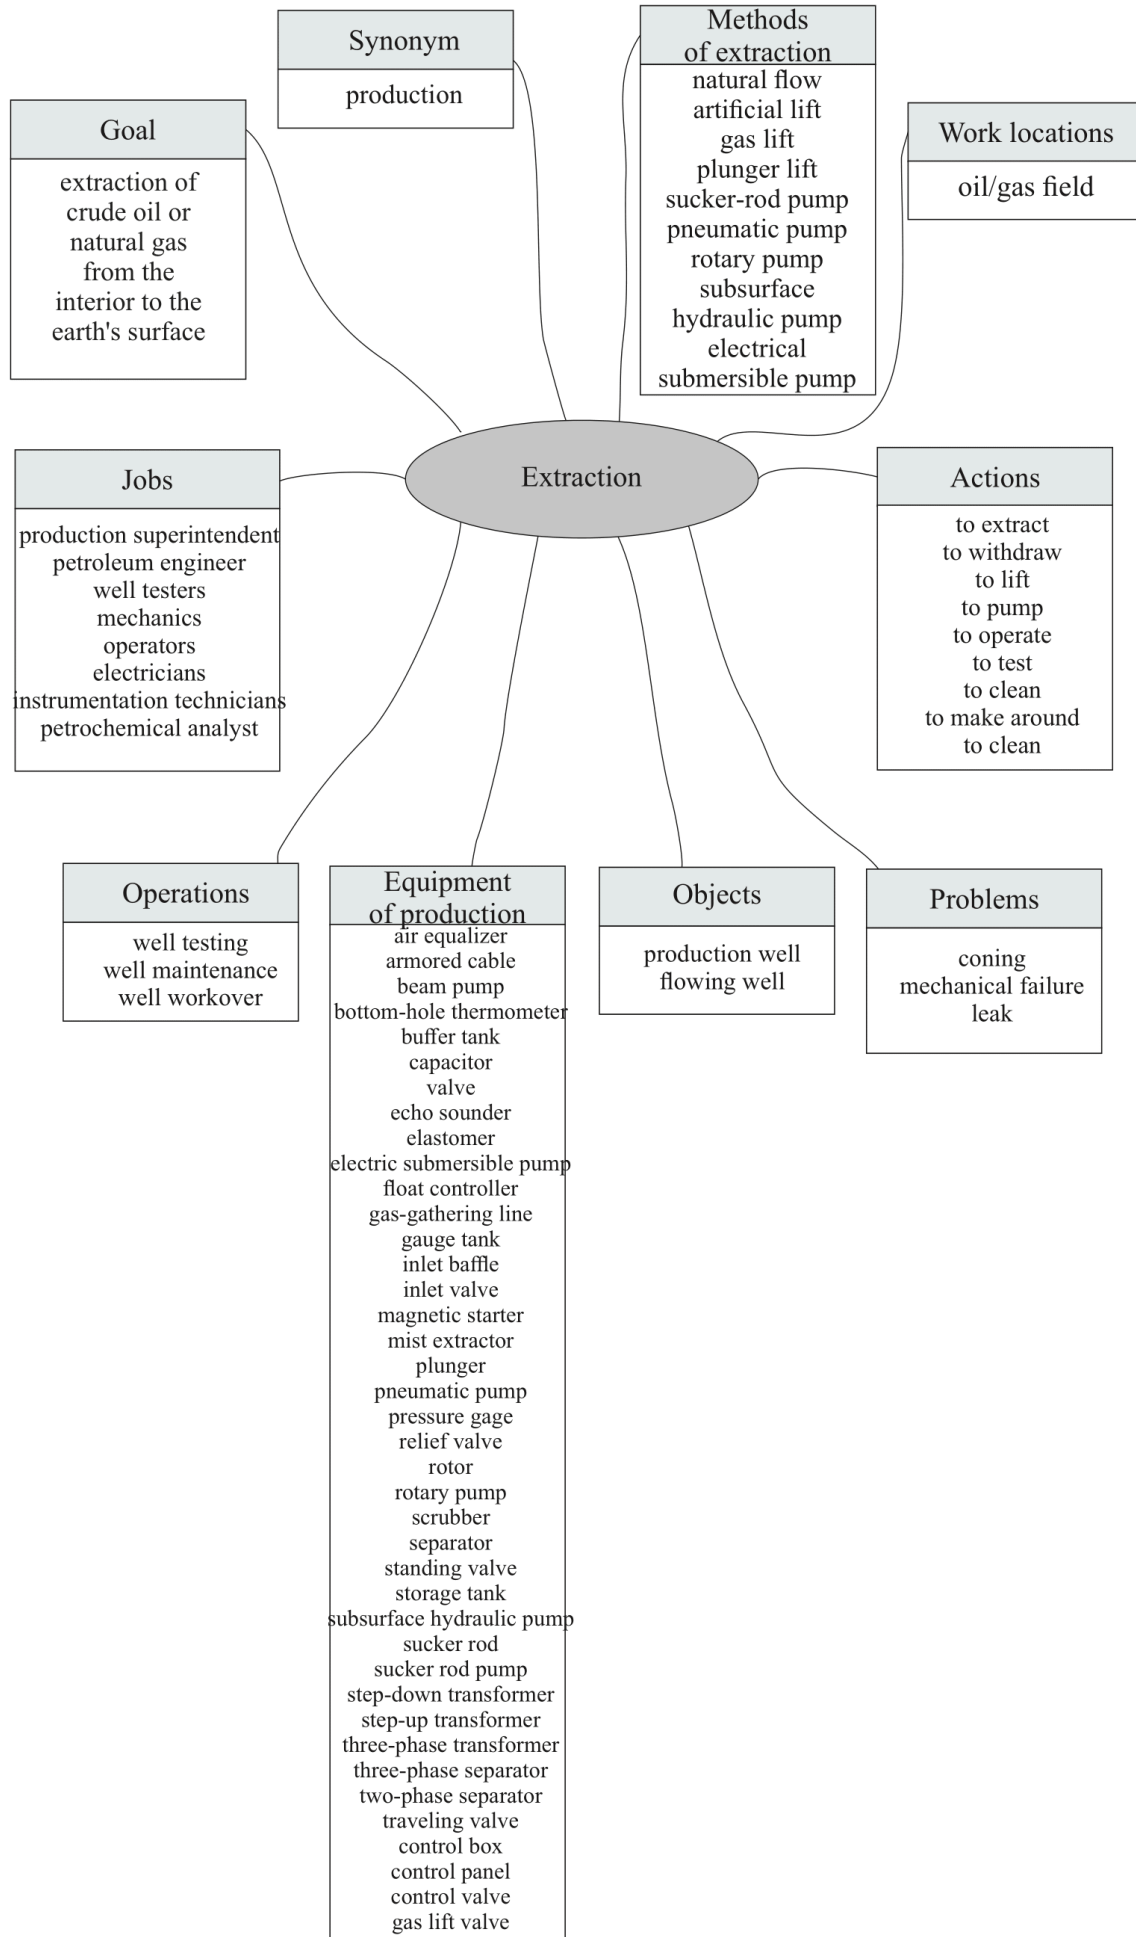 Synonym
production
Methods
of extraction
natural flow
artificial lift
gas lift
plunger lift
sucker-rod pump
pneumatic pump
rotary pump
subsurface
hydraulic pump
electrical
submersible pump
Goal
extraction of
crude oil or
natural gas
from the
interior to the
earth's surface
Work locations
oil/gas field
Extraction
Jobs
production superintendent
petroleum engineer
well testers
mechanics
operators
electricians
instrumentation technicians
petrochemical analyst
Actions
to extract
to withdraw
to lift
to pump
to operate
to test
to clean
to make around
to clean
Operations
well testing
well maintenance
well workover
Equipment
of production
air equalizer
armored cable
beam pump
bottom-hole thermometer
buffer tank
capacitor
valve
echo sounder
elastomer
electric submersible pump
float controller
gas-gathering line
gauge tank
inlet baffle
inlet valve
magnetic starter
mist extractor
plunger
pneumatic pump
pressure gage
relief valve
rotor
rotary pump
scrubber
separator
standing valve
storage tank
subsurface hydraulic pump
sucker rod
sucker rod pump
step-down transformer
step-up transformer
three-phase transformer
three-phase separator
two-phase separator
traveling valve
control box
control panel
control valve
gas lift valve
Objects
production well
flowing well
Problems
coning
mechanical failure
leak